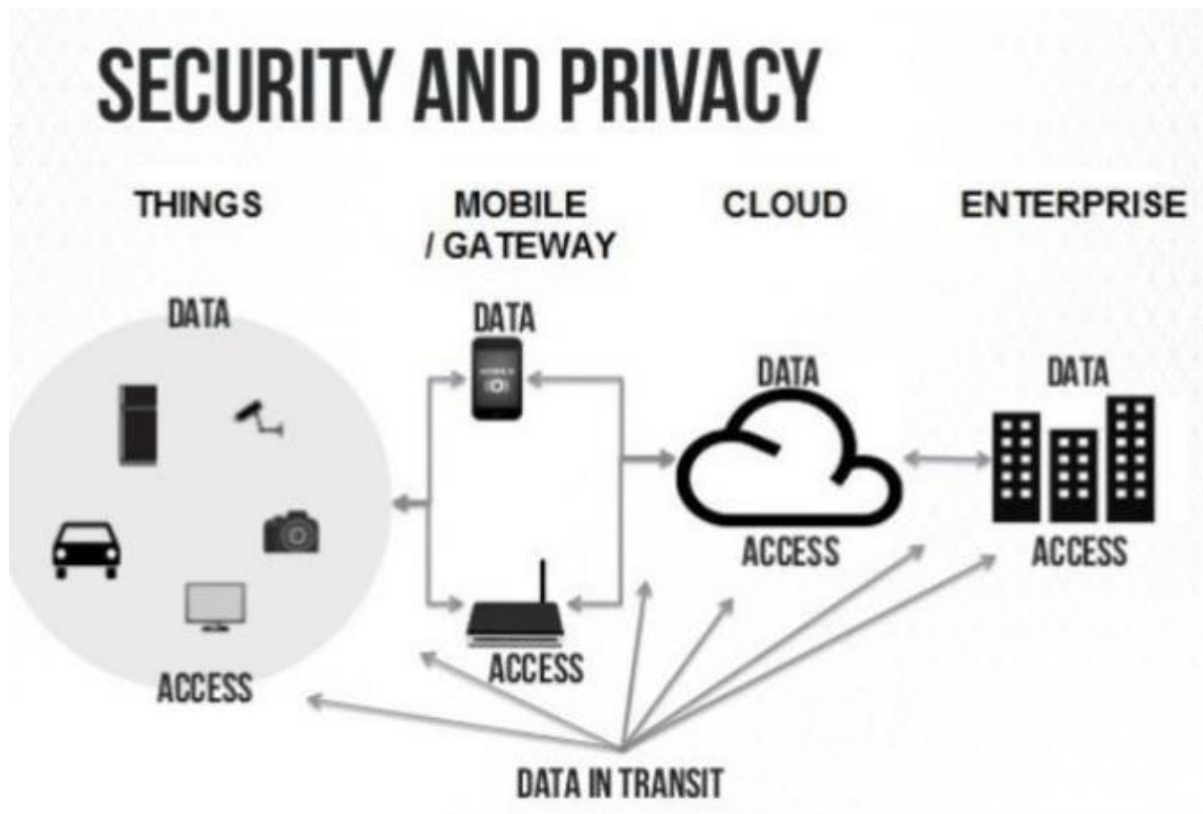 SECURITY AND PRIVACY
THINGS
MOBILE
/ GATEWAY
CLOUD
ENTERPRISE
DATA
DATA
DATA
DATA
ACCESS
ACCESS
ACCESS
ACCESS
DATA IN TRANSIT